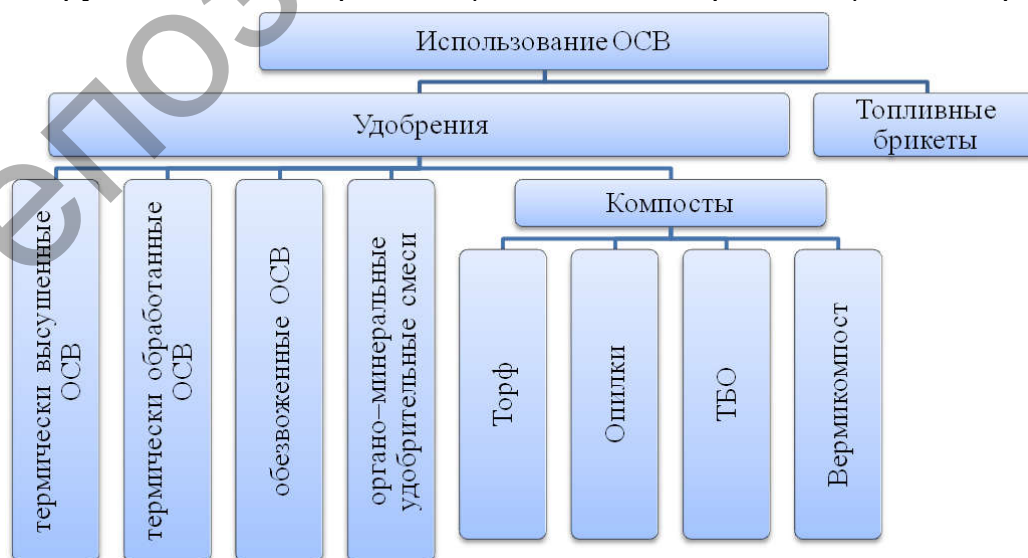 Использование ОСВ
Удобрения
Топливные
брикеты
термически высушенные
ОСВ
термически обработанные
ОСВ
обезвоженные ОСВ
органо–минеральные
удобрительные смеси
Компосты
Торф
Опилки
ТБО
Вермикомпост